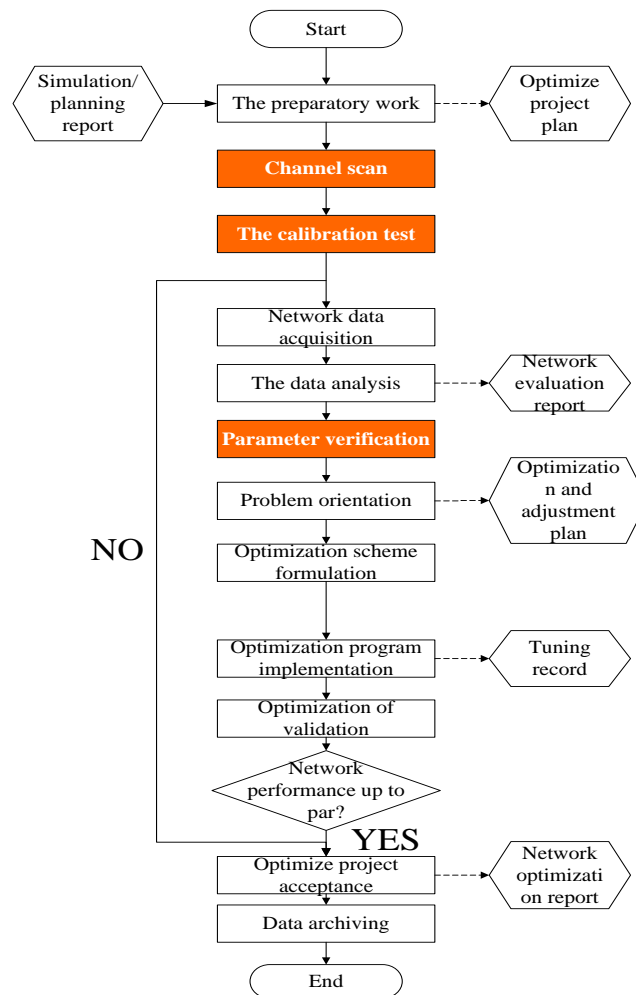 Start
Simulation/
planning
report
The preparatory work
Optimize
project
plan
Channel scan
The calibration test
Network data
acquisition
The data analysis
Network
evaluation
report
Parameter verification
Problem orientation
Optimizatio
n and
adjustment
plan
NO
Optimization scheme
formulation
Optimization program
implementation
Tuning
record
Optimization of
validation
Network
performance up to
par?
YES
Optimize project
acceptance
Network
optimizati
on report
Data archiving
End